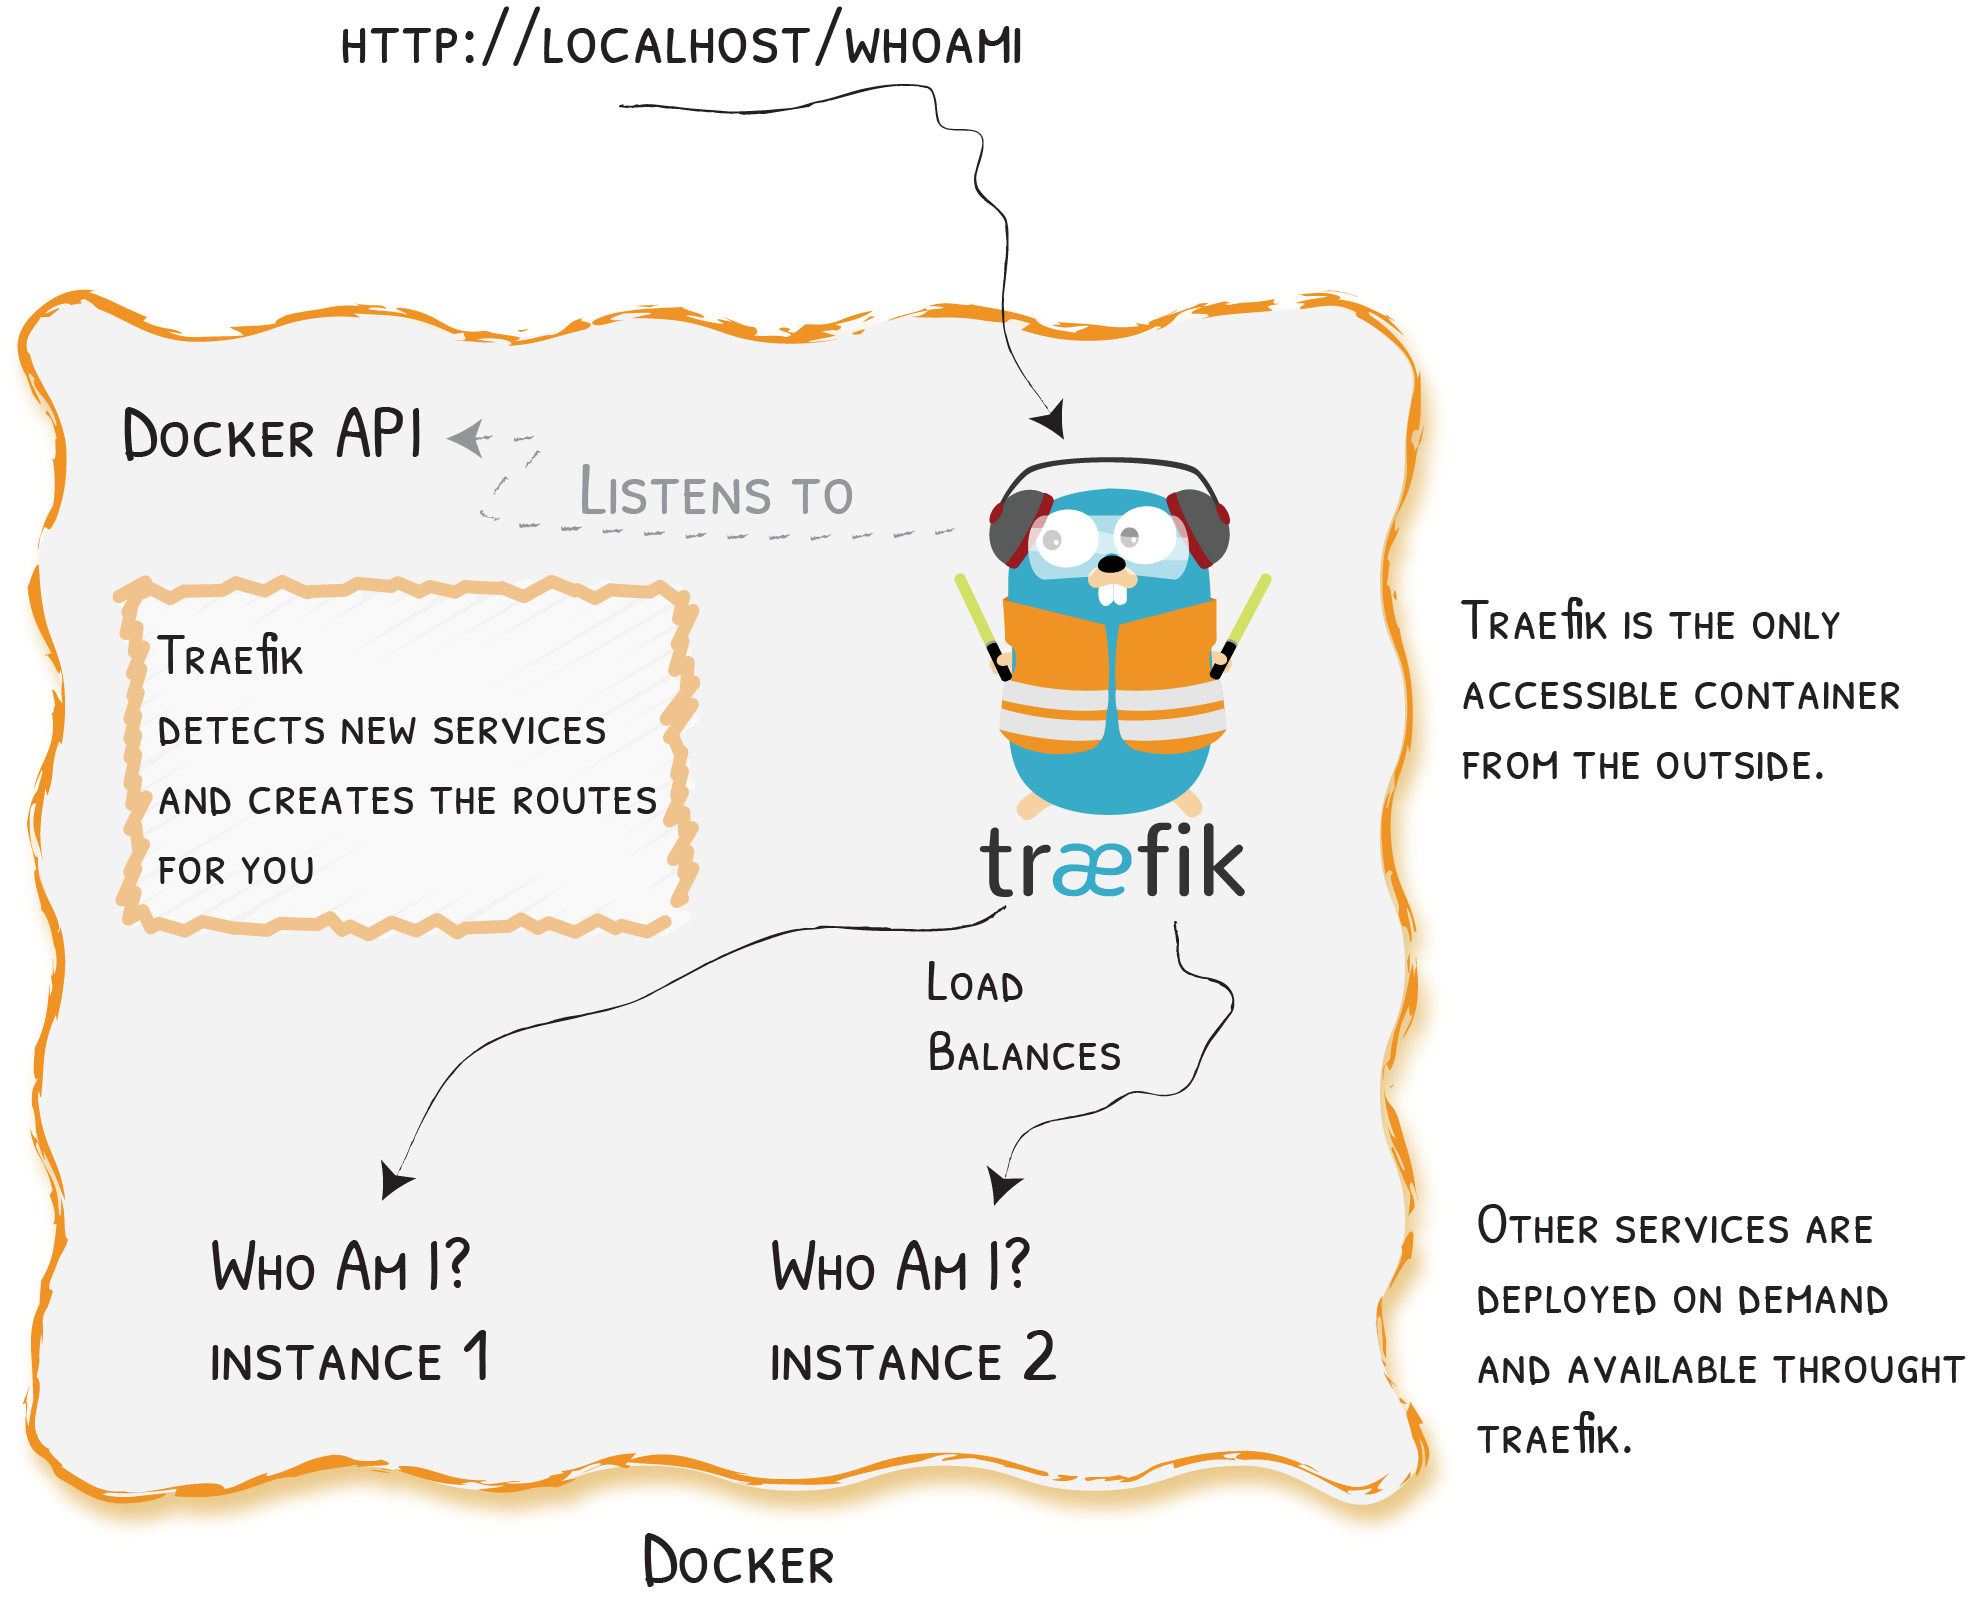 http://localhost/whoami
Docker API
Listens to
Traefik
detects new services
and creates the routes
for you
træfik
Traefik is the only
accessible container
from the outside.
Load
Balances
Who Am I?
instance 1
Who Am I?
instance 2
Other services are
deployed on demand
and available throught
traefik.
Docker